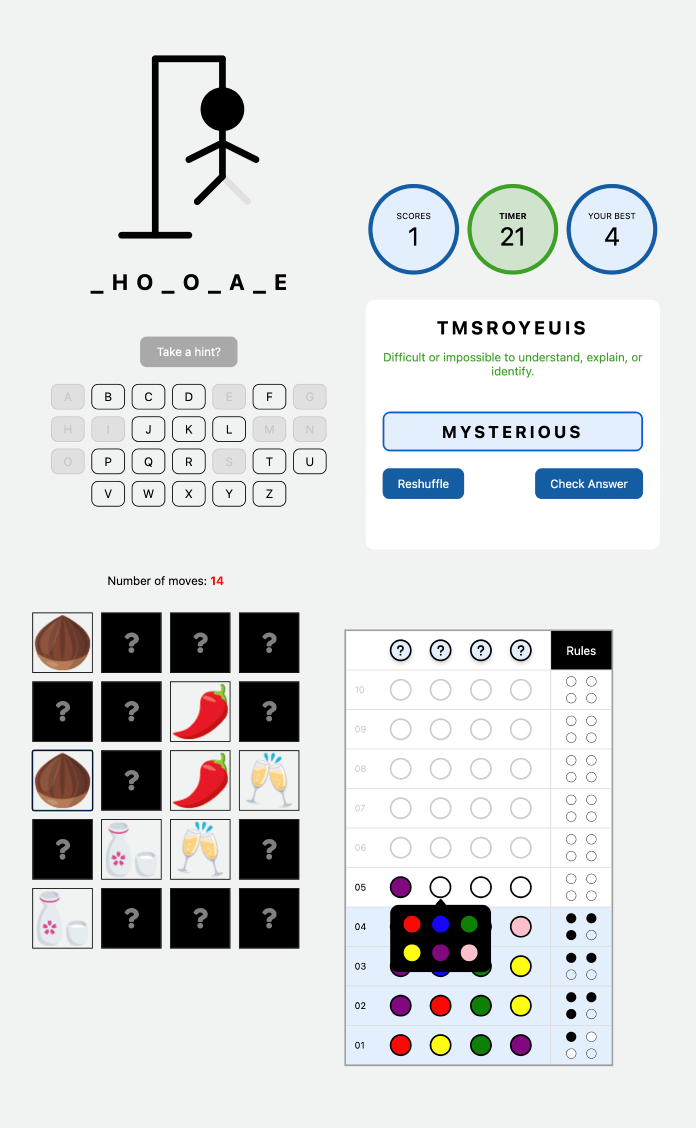 _ H O _ O _ A _ E
Take a hint?
A B C D E F G
H I J K L M N
O P Q R S T U
V W X Y Z
SCORES
1
TIMER
21
YOUR BEST
4
TMSROYEUIS
Difficult or impossible to understand, explain, or
identify.
MYSTERIOUS
Reshuffle
Check Answer
Number of moves: 14
? ? ?
? ? ?
?
? ?
? ? ?
? ? ? ? Rules
10
09
08
07
06
05
04
03
02
01